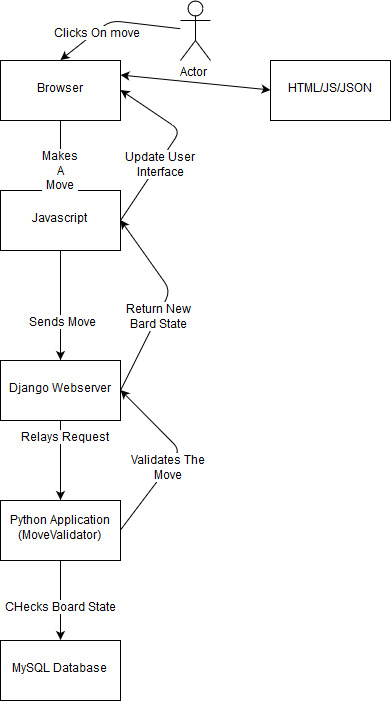 Clicks On move
Actor
Browser
HTML/JS/JSON
Makes
A
Move
Update User
Interface
Javascript
Return New
Bard State
Sends Move
Django Webserver
Relays Request
Validates The
Move
Python Application
(MoveValidator)
CHecks Board State
MySQL Database